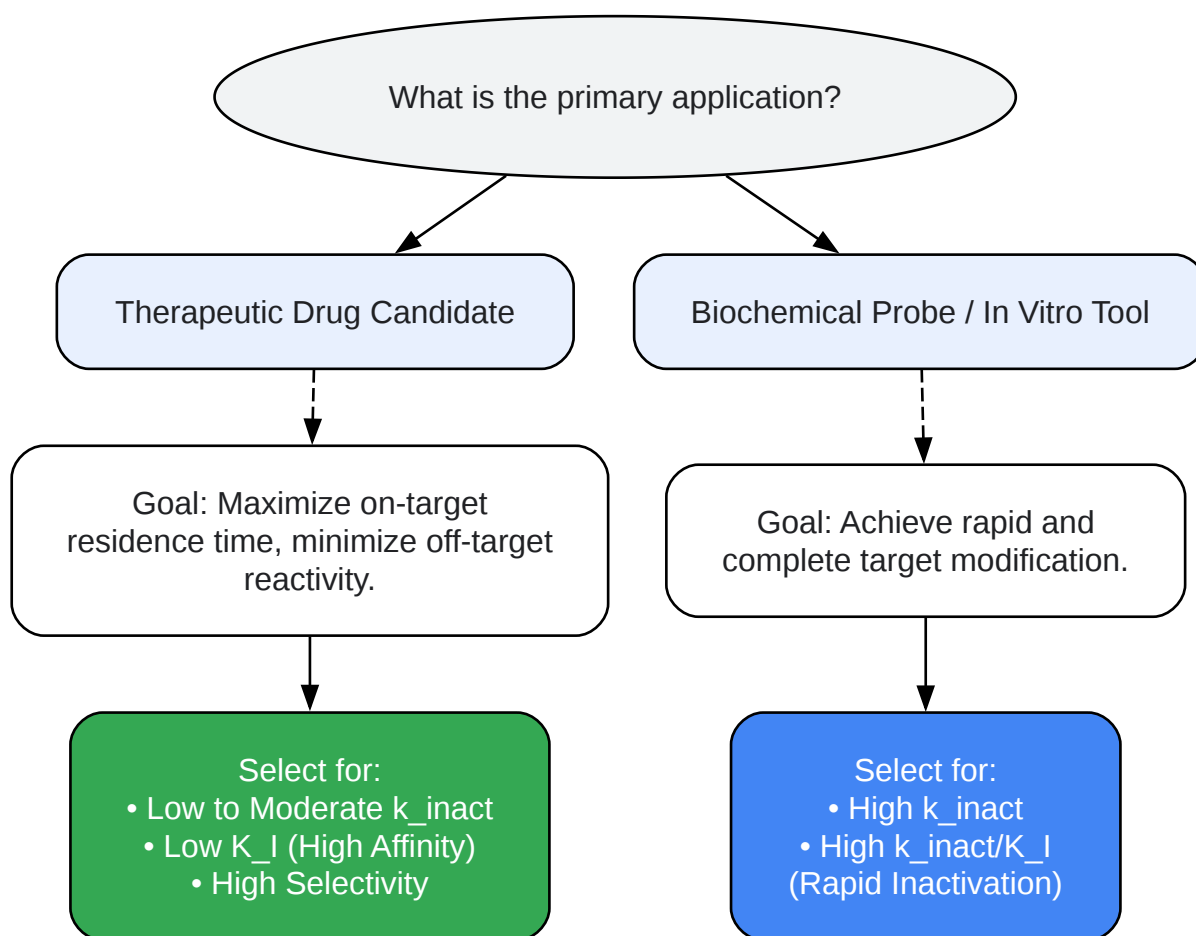 What is the primary application?
Therapeutic Drug Candidate
Biochemical Probe / In Vitro Tool
Goal: Maximize on-target
residence time, minimize off-target
reactivity.
Goal: Achieve rapid and
complete target modification.
Select for:
• Low to Moderate k_inact
• Low K_I (High Affinity)
• High Selectivity
Select for:
• High k_inact
• High k_inact/K_I
(Rapid Inactivation)